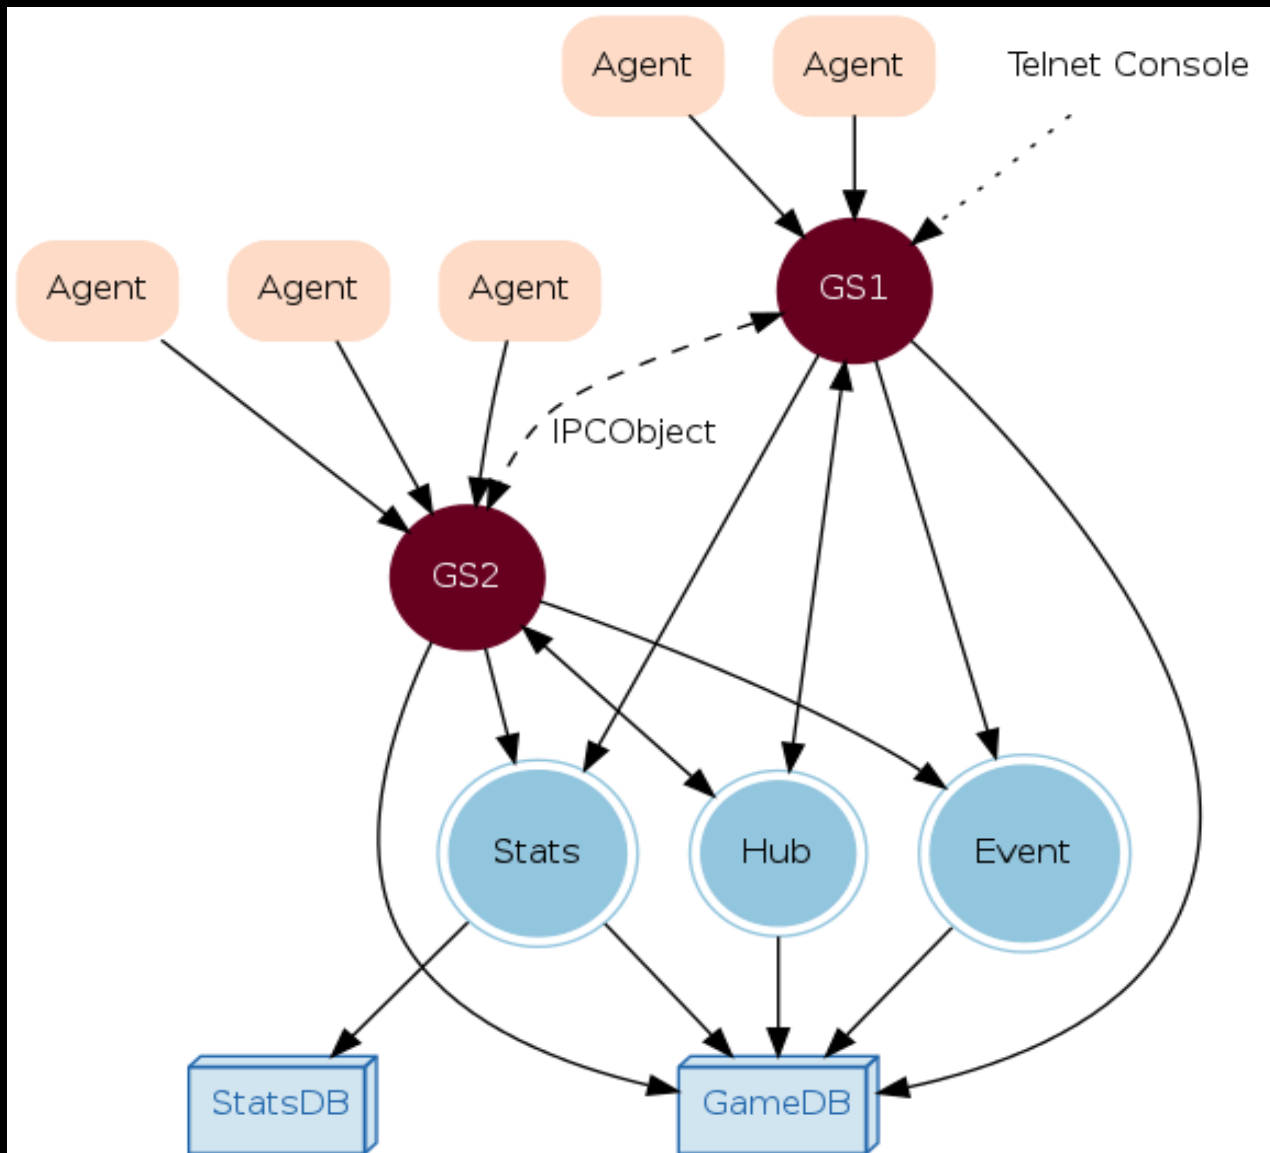 Agent
Agent
Telnet Console
Agent
Agent
Agent
GS1
IPCObject
GS2
Stats
Hub
Event
StatsDB
GameDB